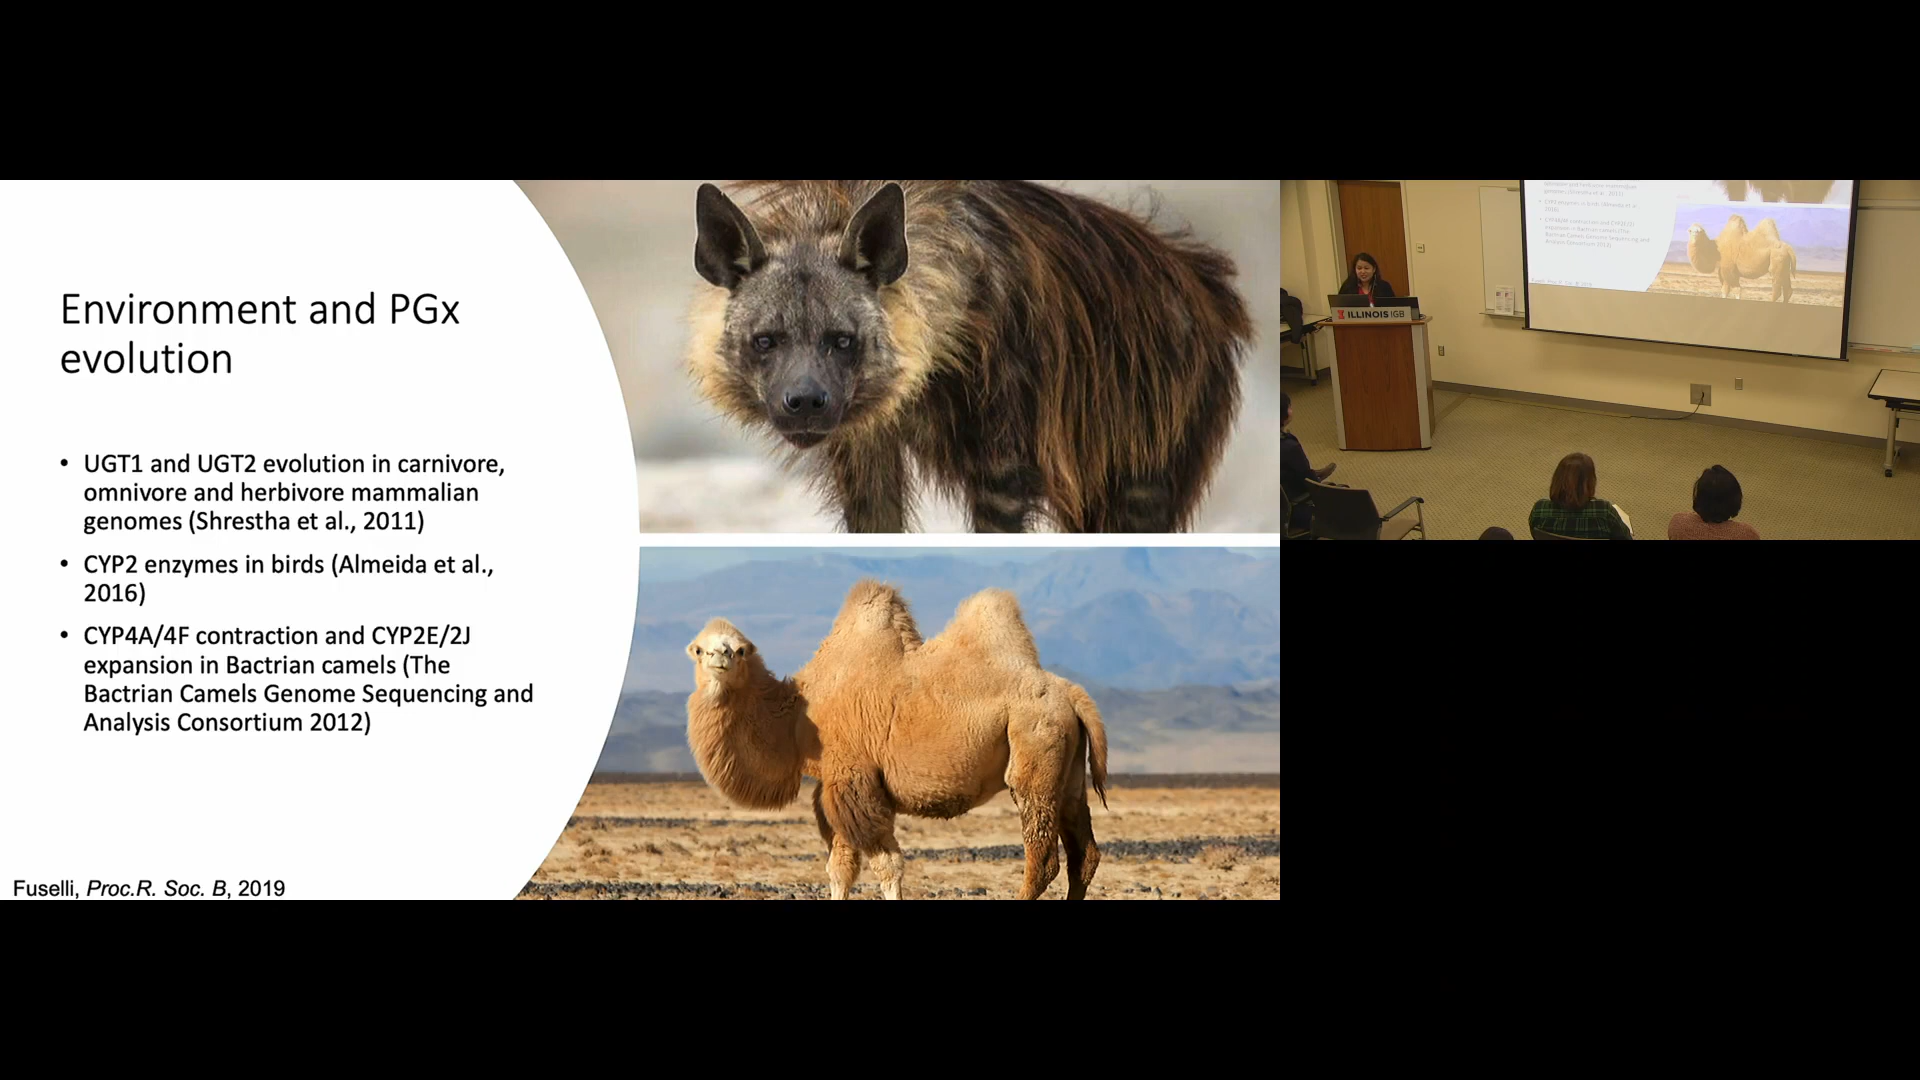 Environment and PGx
evolution
• UGT1 and UGT2 evolution in carnivore,
omnivore and herbivore mammalian
genomes (Shrestha et al., 2011)
• CYP2 enzymes in birds (Almeida et al.,
2016)
• CYP4A/4F contraction and CYP2E/2J
expansion in Bactrian camels (The
Bactrian Camels Genome Sequencing and
Analysis Consortium 2012)
Fuselli, Proc.R. Soc. B, 2019
ILLINOIS IGB